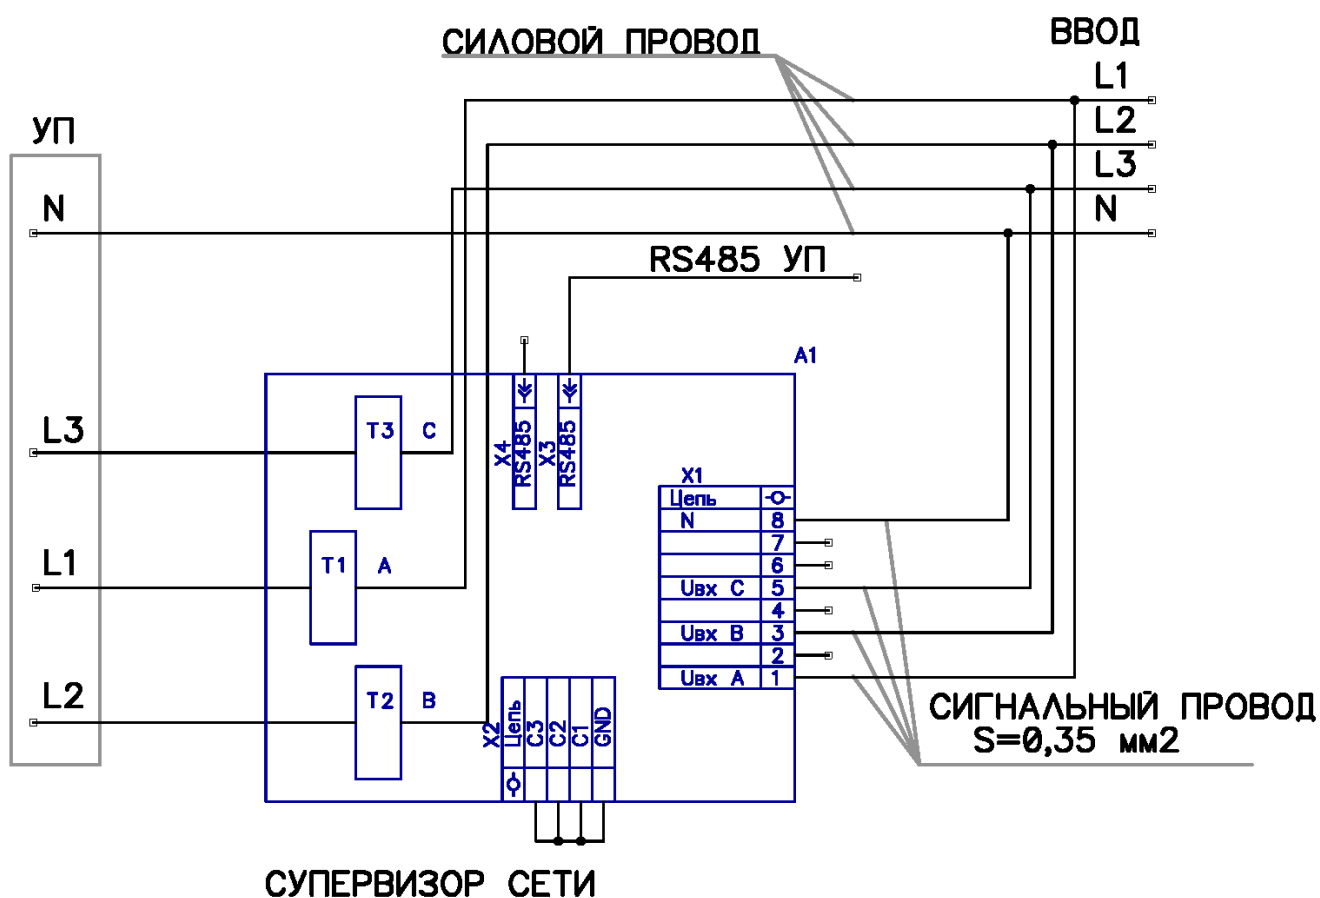 СИЛОВОЙ ПРОВОД
ВВОД
L1
L2
L3
N
УП
N
RS485 УП
A1
L3
T3 C
X4
RS485
X3
RS485
X1
Цепь
N 8
7
6
Uвх C 5
4
Uвх B 3
2
Uвх A 1
L1
T1 A
L2
T2 B
X2
Цепь
C3
C2
C1
GND
СИГНАЛЬНЫЙ ПРОВОД
S=0,35 мм2
СУПЕРВИЗОР СЕТИ